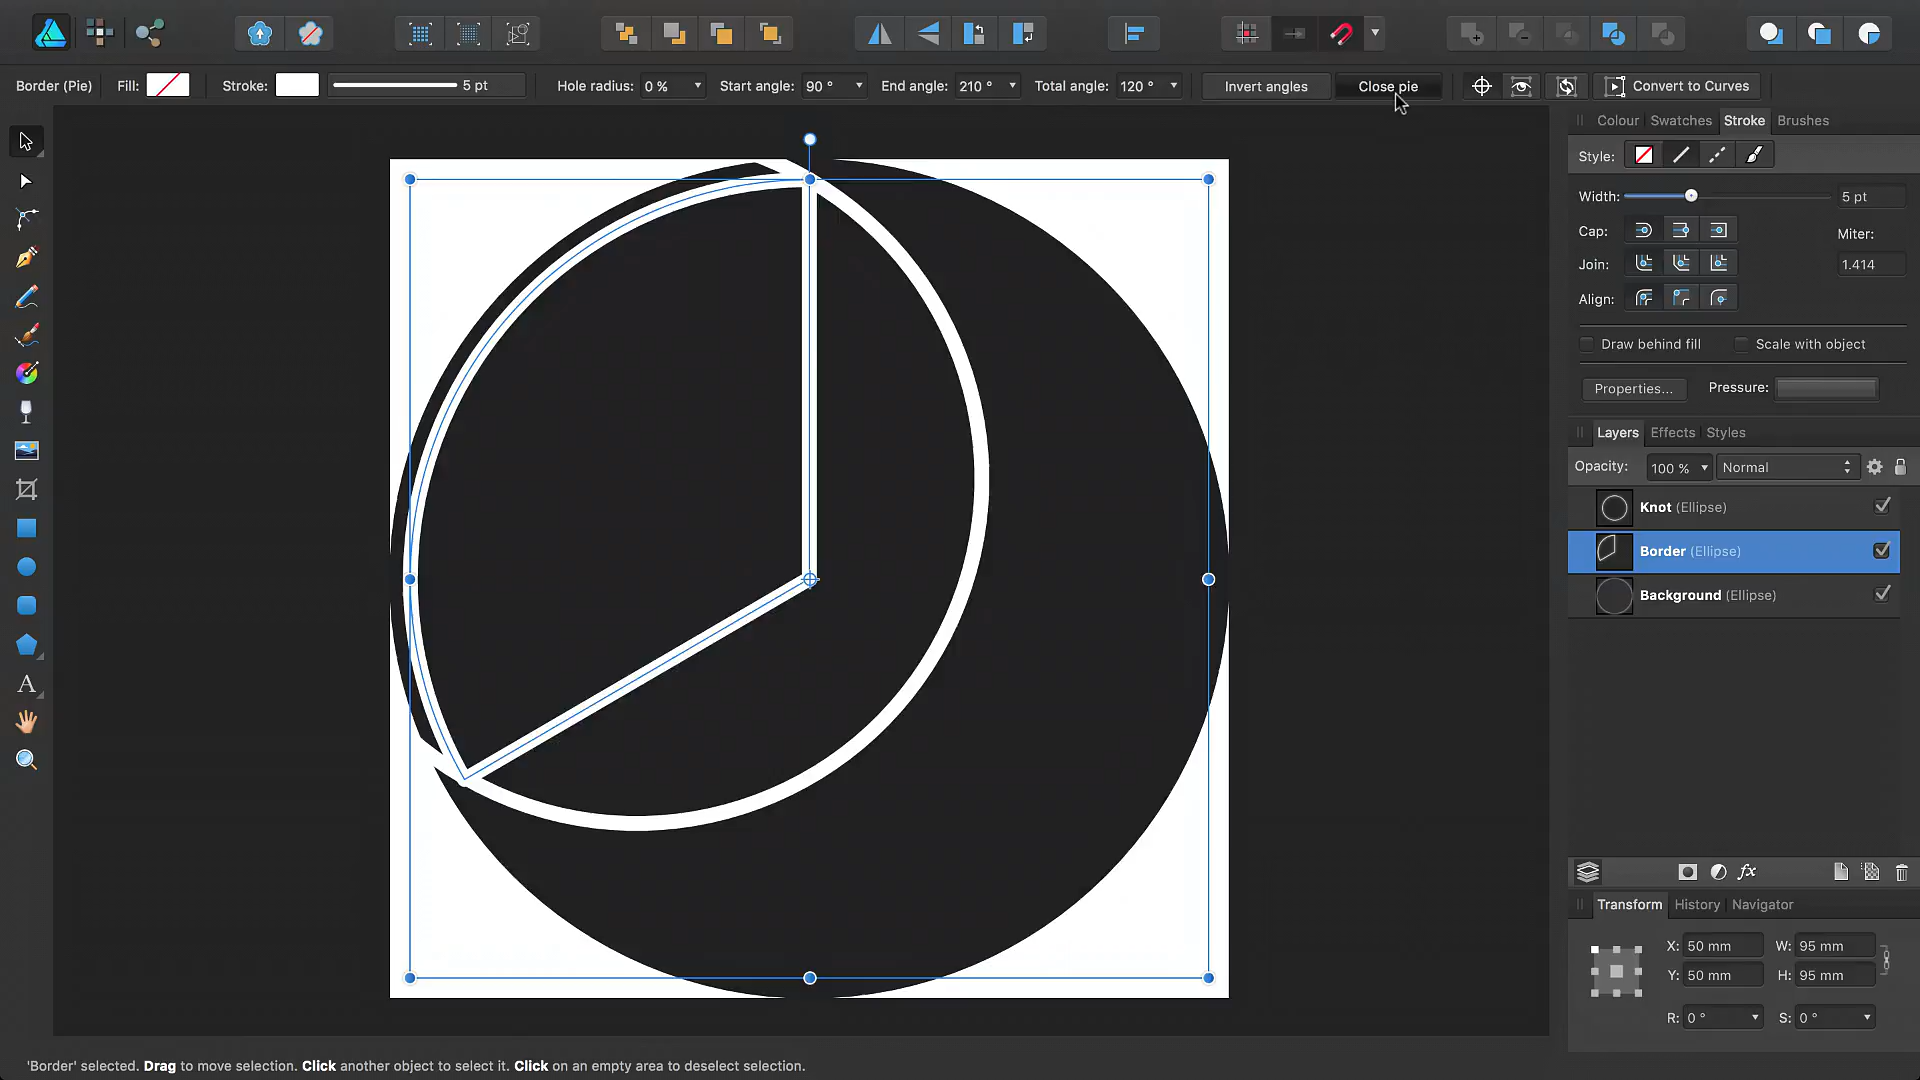 Border (Pie) Fill: Stroke: 5 pt Hole radius: 0 % Start angle: 90 ° End angle: 210 ° Total angle: 120 ° Invert angles Close pie Convert to Curves
Colour Swatches Stroke Brushes
Style:
Width: 5 pt
Cap: Miter:
Join: 1.414
Align:
Draw behind fill Scale with object
Properties... Pressure:
Layers Effects Styles
Opacity: 100 % Normal
Knot (Ellipse)
Border (Ellipse)
Background (Ellipse)
fx
Transform History Navigator
X: 50 mm W: 95 mm
Y: 50 mm H: 95 mm
R: 0 ° S: 0 °
A
'Border' selected. Drag to move selection. Click another object to select it. Click on an empty area to deselect selection.